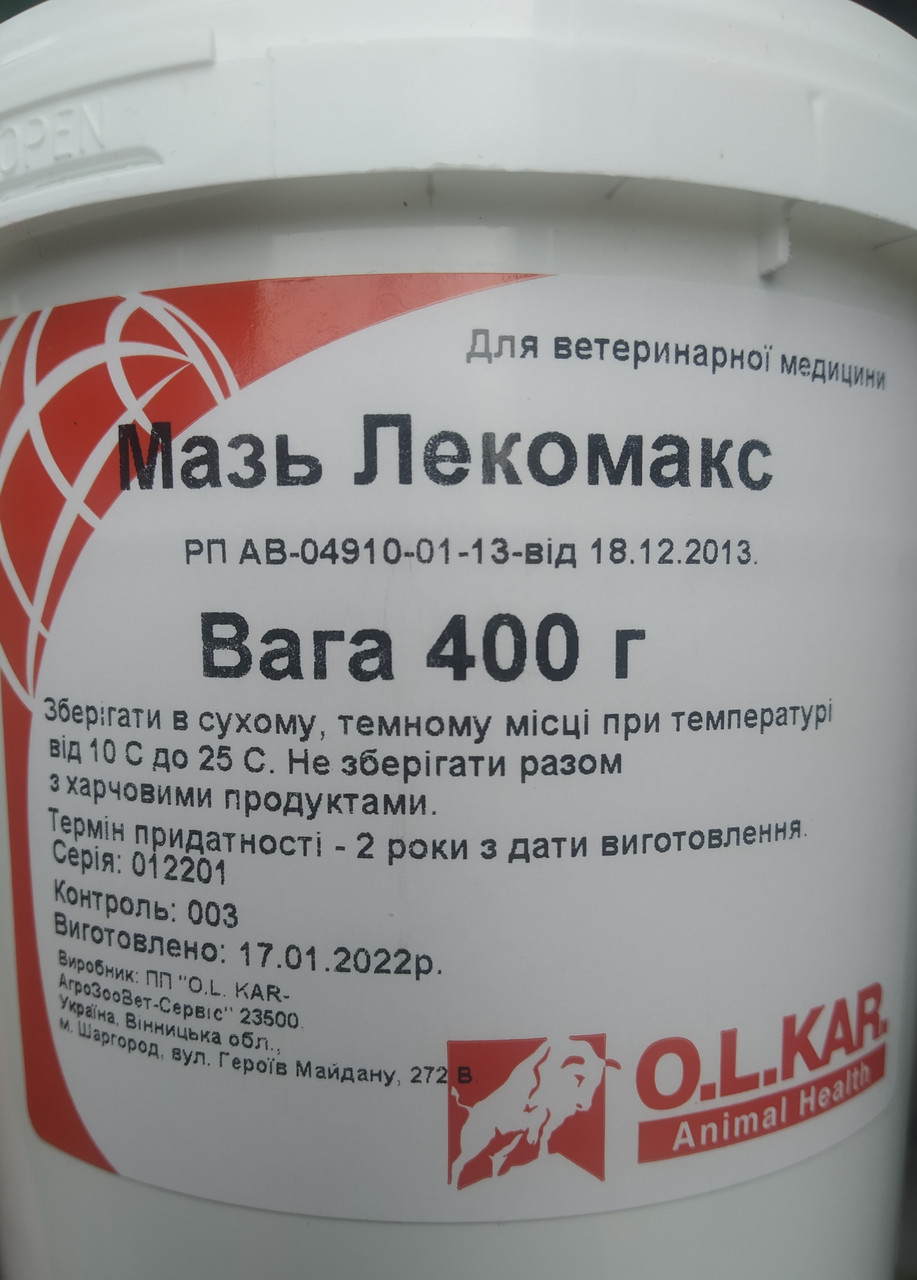 OPEN
Для ветеринарної медицини
Мазь Лекомакс
РП АВ-04910-01-13-від 18.12.2013.
Вага 400 г
Зберігати в сухому, темному місці при температурі
від 10 С до 25 С. Не зберігати разом
з харчовими продуктами.
Термін придатності - 2 роки з дати виготовлення.
Серія: 012201
Контроль: 003
Виготовлено: 17.01.2022р.
Виробник: ПП "O.L. KAR-
АгроЗооВет-Сервіс" 23500.
Україна, Вінницька обл.,
м. Шаргород, вул. Героїв Майдану, 272 В
O.L.KAR.
Animal Health